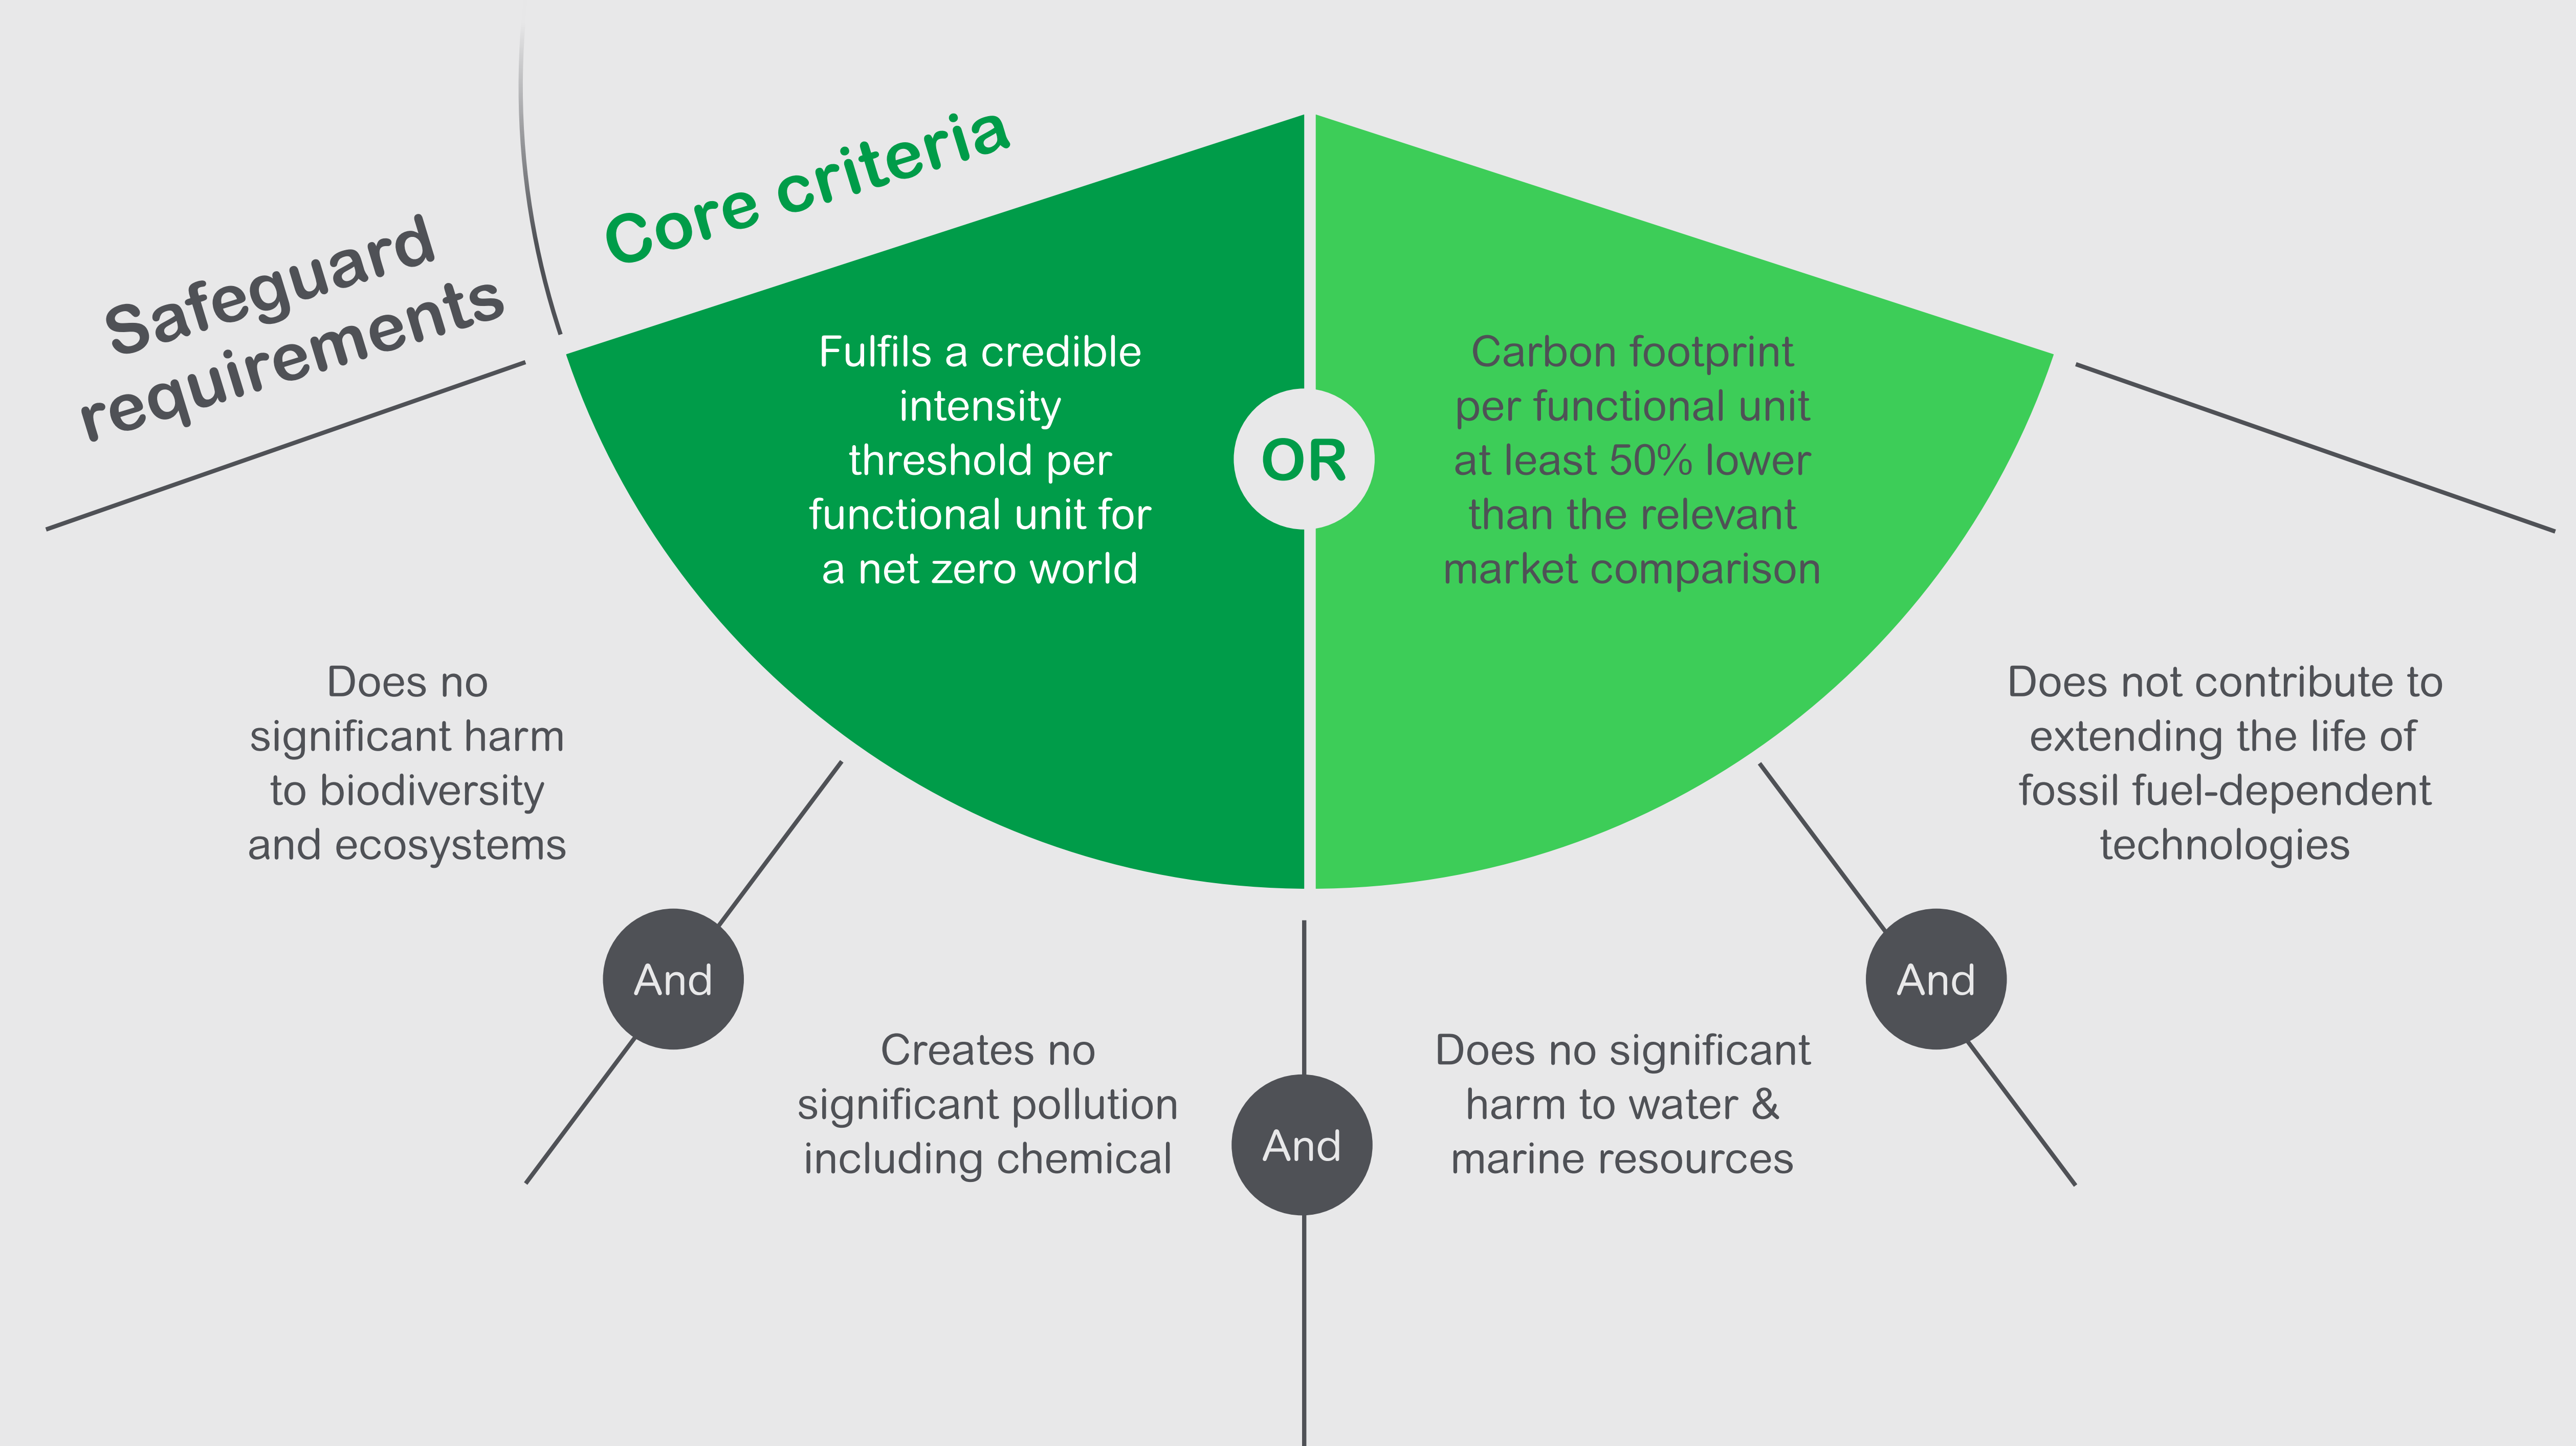 Core criteria
Safeguard
requirements
Fulfils a credible
intensity
threshold per
functional unit for
a net zero world
OR
Carbon footprint
per functional unit
at least 50% lower
than the relevant
market comparison
Does no
significant harm
to biodiversity
and ecosystems
And
Creates no
significant pollution
including chemical
And
Does no significant
harm to water &
marine resources
And
Does not contribute to
extending the life of
fossil fuel-dependent
technologies